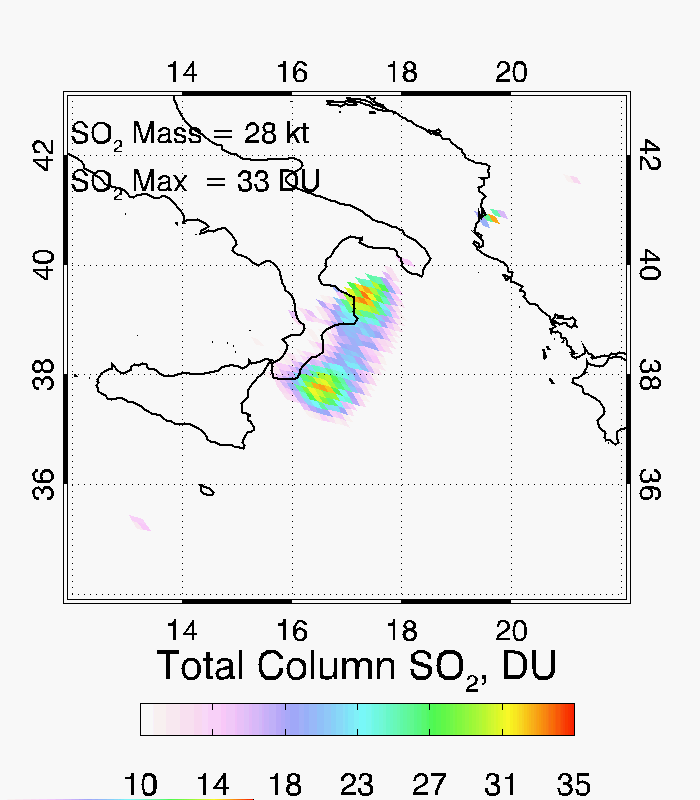 14 16 18 20
SO₂ Mass = 28 kt
SO₂ Max = 33 DU
42 42
40 40
38 38
36 36
14 16 18 20
Total Column SO₂, DU
10 14 18 23 27 31 35